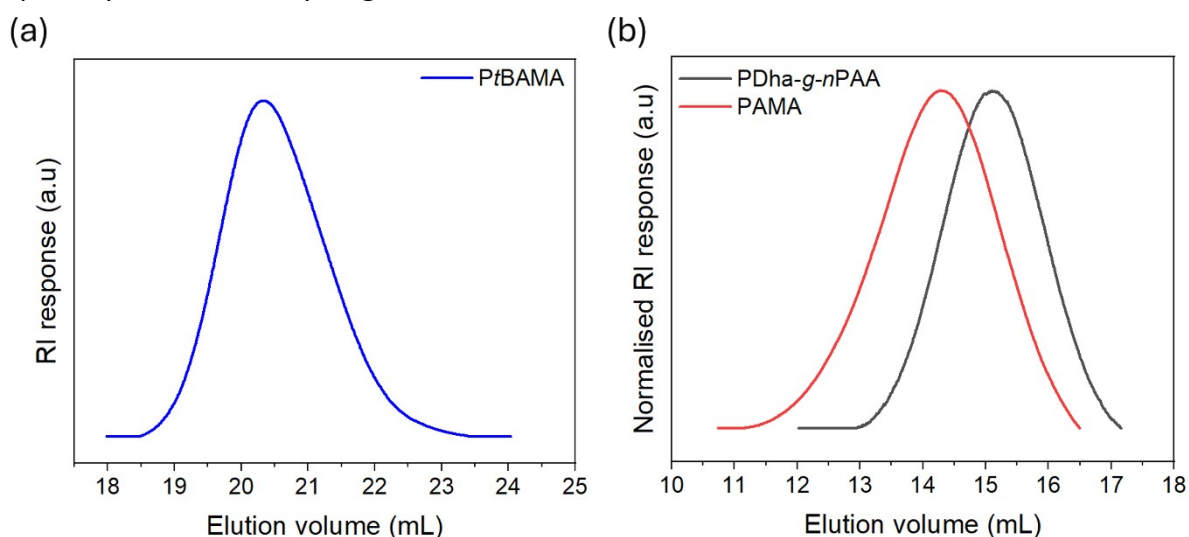 (a)
(b)
PtBAMA
RI response (a.u)
18 19 20 21 22 23 24 25
Elution volume (mL)
PDha-g-nPAA
PAMA
Normalised RI response (a.u)
10 11 12 13 14 15 16 17 18
Elution volume (mL)